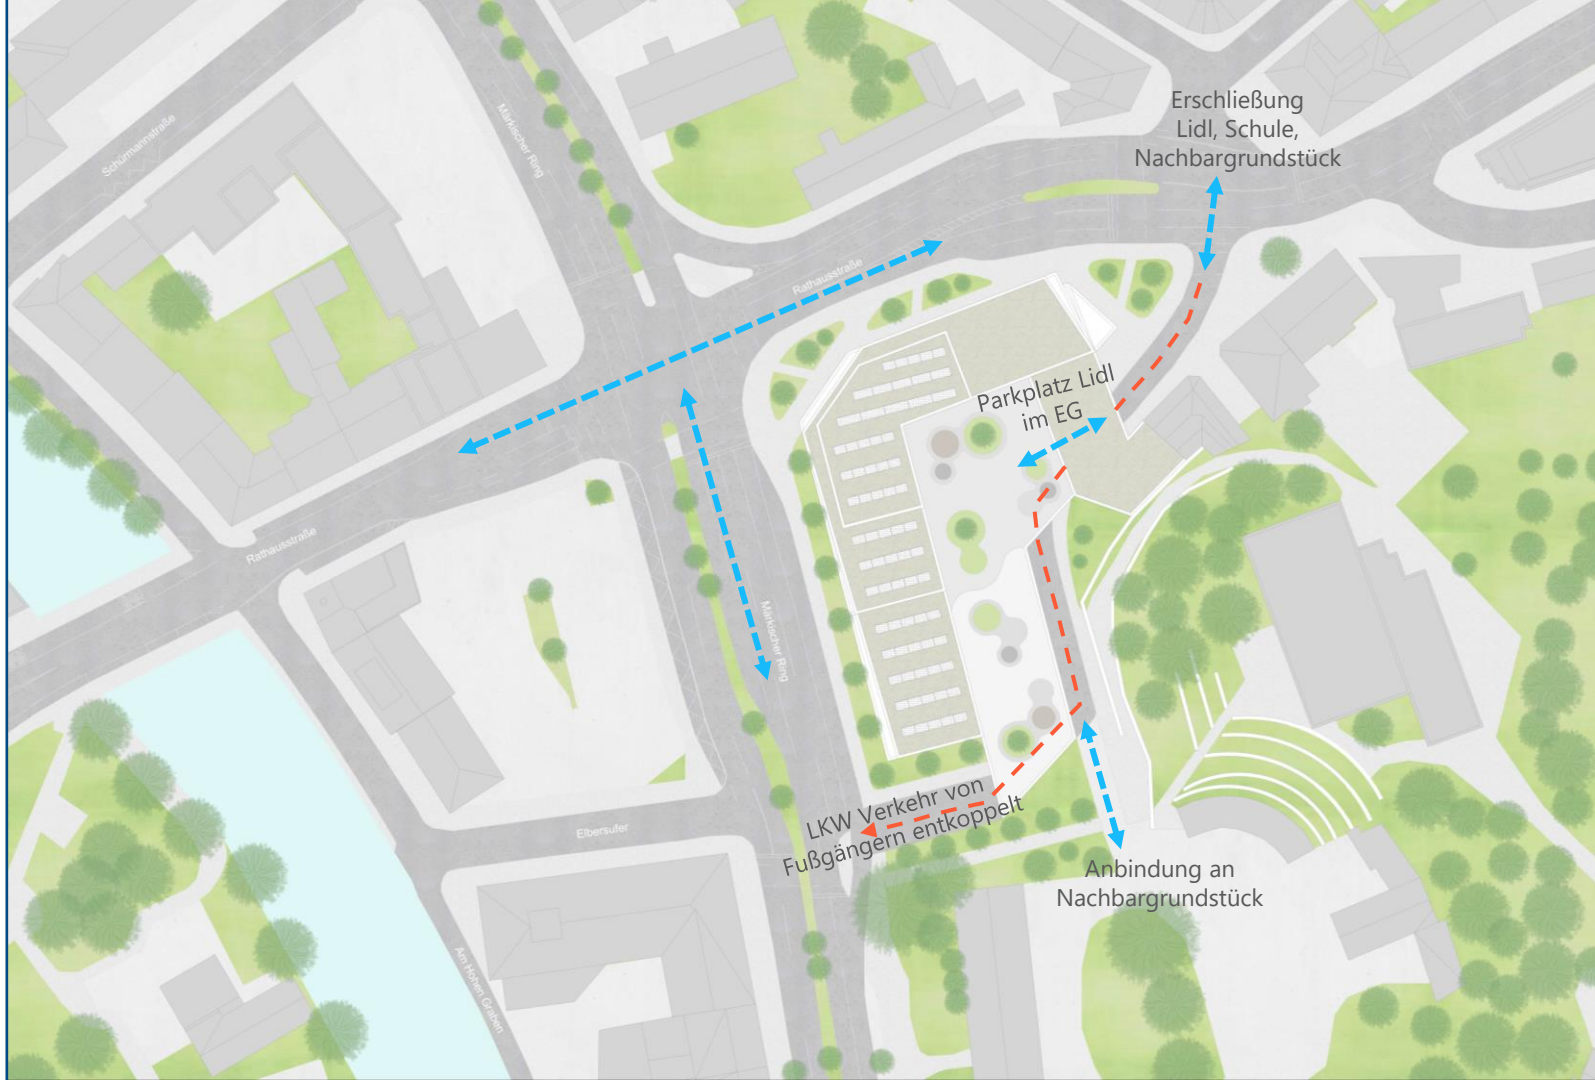 Erschließung
Lidl, Schule,
Nachbargrundstück
Schürmannstraße
Märkischer Ring
Rathausstraße
Parkplatz Lidl
im EG
Rathausstraße
Märkischer Ring
LKW Verkehr von
Fußgängern entkoppelt
Elbersufer
Anbindung an
Nachbargrundstück
Am Hohen Graben